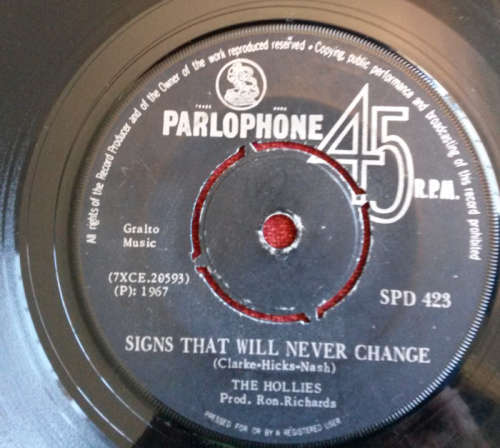 All rights of the Record Producer and of the Owner of the work reproduced reserved • Copying, public performance and broadcasting of this record prohibited
TRADE MARK
PARLOPHONE
45
R.P.M.
Gralto
Music
(7XCE.20593)
(P): 1967
SPD 423
SIGNS THAT WILL NEVER CHANGE
(Clarke-Hicks-Nash)
THE HOLLIES
Prod. Ron.Richards
PRESSED FOR OR BY A REGISTERED USER